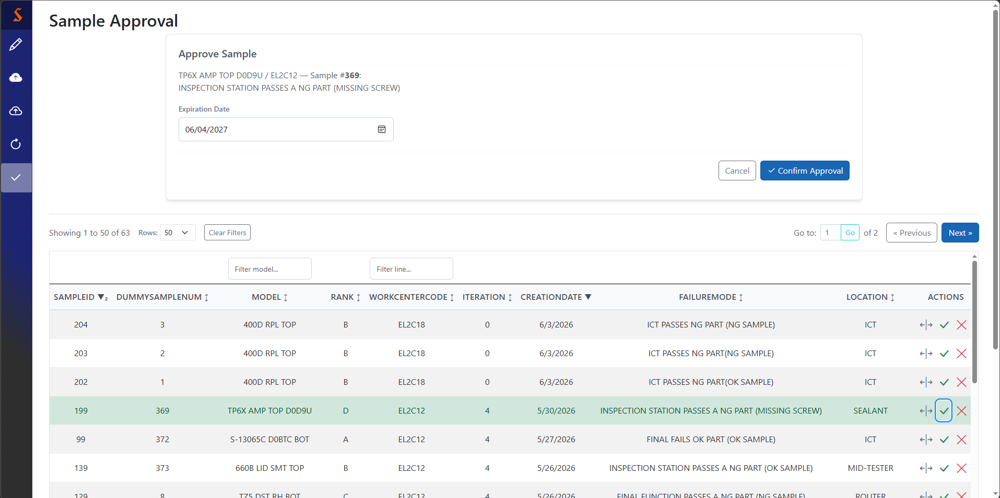 Sample Approval
Approve Sample
TP6X AMP TOP D0D9U / EL2C12 — Sample #369:
INSPECTION STATION PASSES A NG PART (MISSING SCREW)
Expiration Date
06/04/2027
Cancel
Confirm Approval
Showing 1 to 50 of 63 Rows: 50 Clear Filters Go to: 1 Go of 2 « Previous Next »
Filter model... Filter line...
SAMPLEID ▼2 DUMMYSAMPLENUM ↕ MODEL ↕ RANK ↕ WORKCENTERCODE ↕ ITERATION ↕ CREATIONDATE ▼ FAILUREMODE ↕ LOCATION ↕ ACTIONS
204 3 400D RPL TOP B EL2C18 0 6/3/2026 ICT PASSES NG PART (NG SAMPLE) ICT
203 2 400D RPL TOP B EL2C18 0 6/3/2026 ICT PASSES NG PART(NG SAMPLE) ICT
202 1 400D RPL TOP B EL2C18 0 6/3/2026 ICT PASSES NG PART(OK SAMPLE) ICT
199 369 TP6X AMP TOP D0D9U D EL2C12 4 5/30/2026 INSPECTION STATION PASSES A NG PART (MISSING SCREW) SEALANT
99 372 S-13065C D0BTC BOT A EL2C12 4 5/27/2026 FINAL FAILS OK PART (OK SAMPLE) ICT
139 373 660B LID SMT TOP B EL2C12 4 5/26/2026 INSPECTION STATION PASSES A NG PART (OK SAMPLE) MID-TESTER
129 8 TZ5 DST RH BOT C EL2C12 4 5/26/2026 FINAL FUNCTION PASSES A NG PART (NG SAMPLE) ROUTER